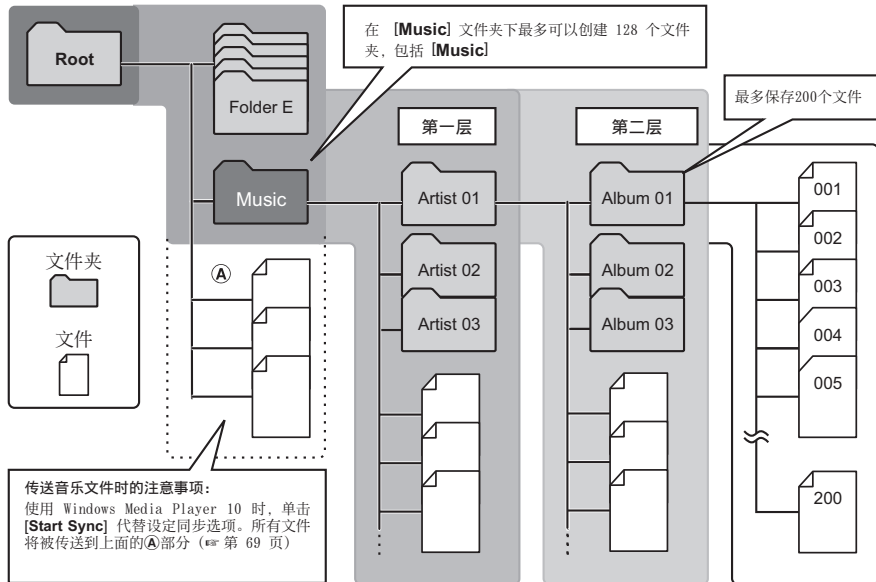 Root
Folder E
在 [Music] 文件夹下最多可以创建 128 个文件
夹, 包括 [Music]
最多保存200个文件
第一层
第二层
Music
Artist 01
Album 01
001
002
文件夹
Ⓐ
Artist 02
Album 02
003
文件
Artist 03
Album 03
004
005
传送音乐文件时的注意事项:
使用 Windows Media Player 10 时, 单击
[Start Sync] 代替设定同步选项。所有文件
将被传送到上面的Ⓐ部分 (☞ 第 69 页)
200